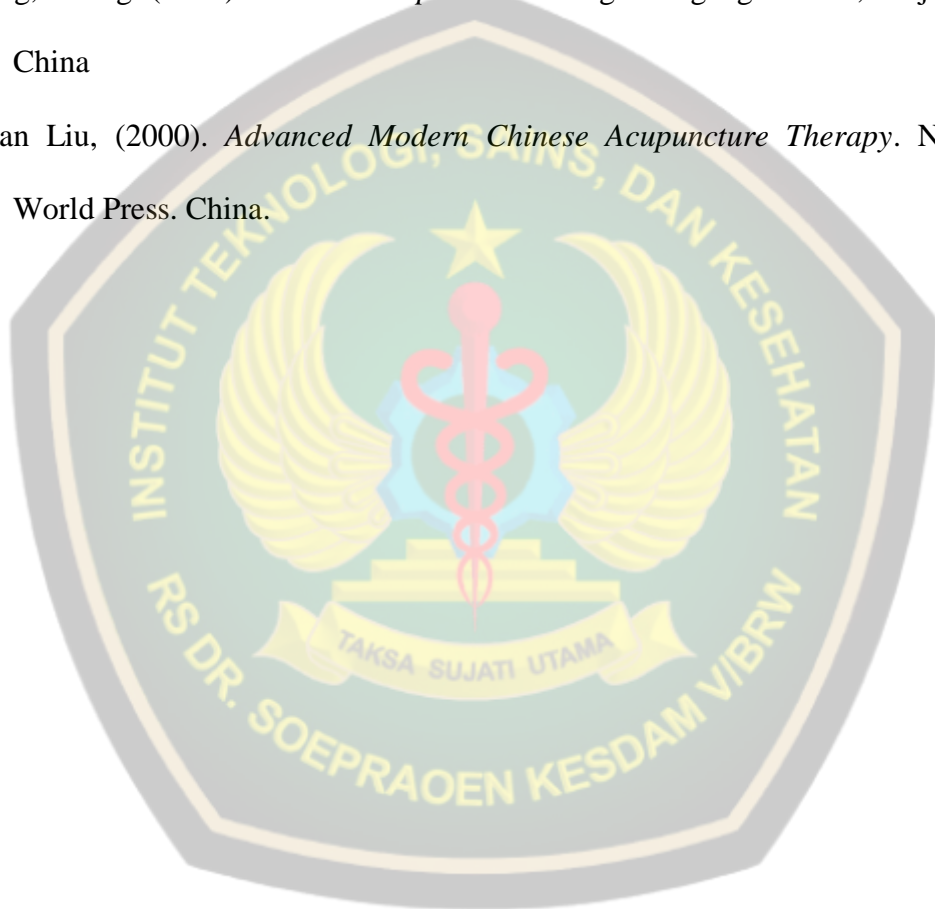 China
an Liu, (2000). Advanced Modern Chinese Acupuncture Therapy. N
World Press. China.
INSTITUT TEKNOLOGI, SAINS, DAN KESEHATAN
TAKSA SUJATI UTAMA
RS DR. SOEPRAOEN KESDAM V/BRW